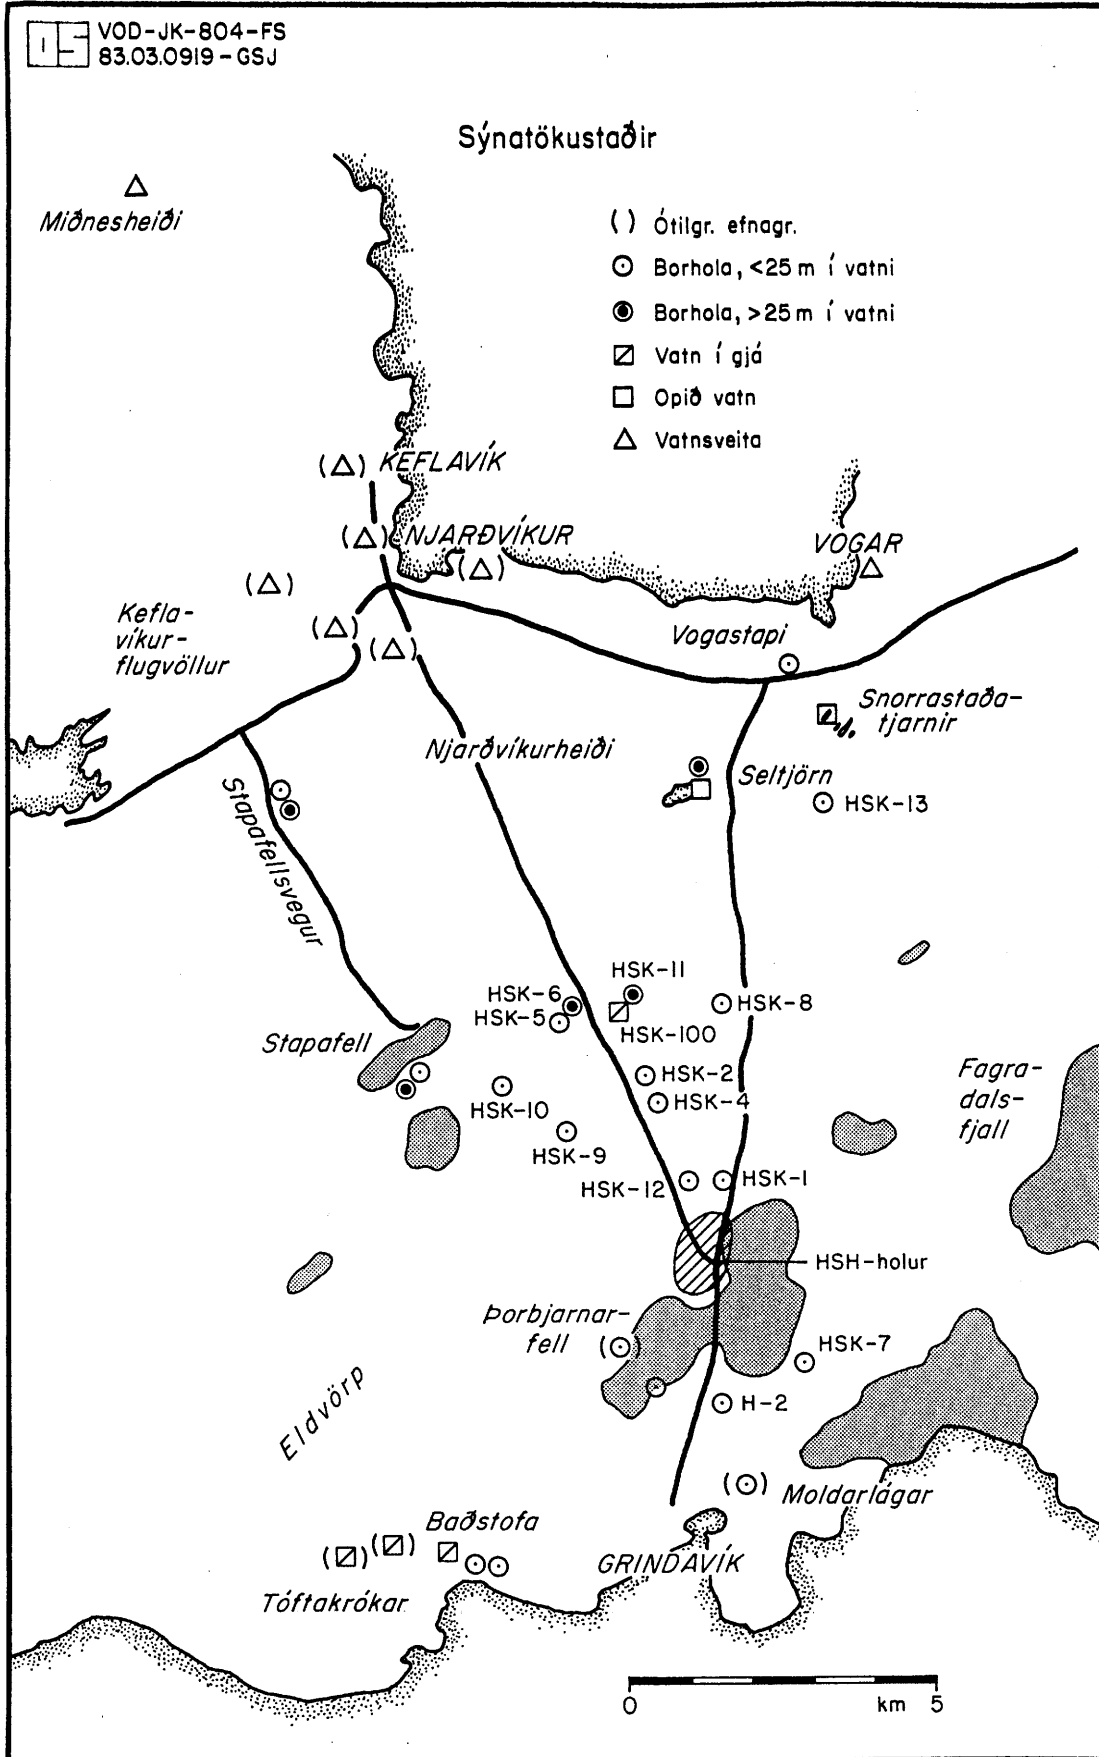 OS
VOD-JK-804-FS
83.03.0919-GSJ
Sýnatökustaðir
Miðnesheiði
( ) Ótilgr. efnagr.
Borhola, <25 m í vatni
Borhola, >25 m í vatni
Vatn í gjá
Opið vatn
Vatnsveita
KEFLAVÍK
NJARÐVÍKUR
VOGAR
Kefla-
víkur-
flugvöllur
Vogastapi
Snorrastaða-
tjarnir
Njarðvíkurheiði
Seltjörn
HSK-13
Stapafellsvegur
HSK-11
HSK-6
HSK-5
HSK-8
HSK-100
Stapafell
HSK-2
HSK-4
HSK-10
HSK-9
Fagra-
dals-
fjall
HSK-12
HSK-1
HSH-holur
Þorbjarnar-
fell
HSK-7
H-2
Eldvörp
Moldarlágar
Baðstofa
GRINDAVÍK
Tóftakrókar
0 km 5